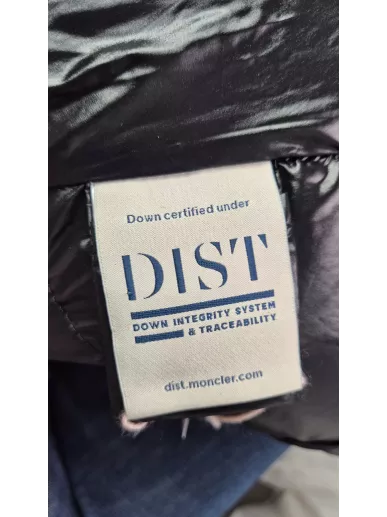 Down certified under
DIST
DOWN INTEGRITY SYSTEM
& TRACEABILITY
dist.moncler.com